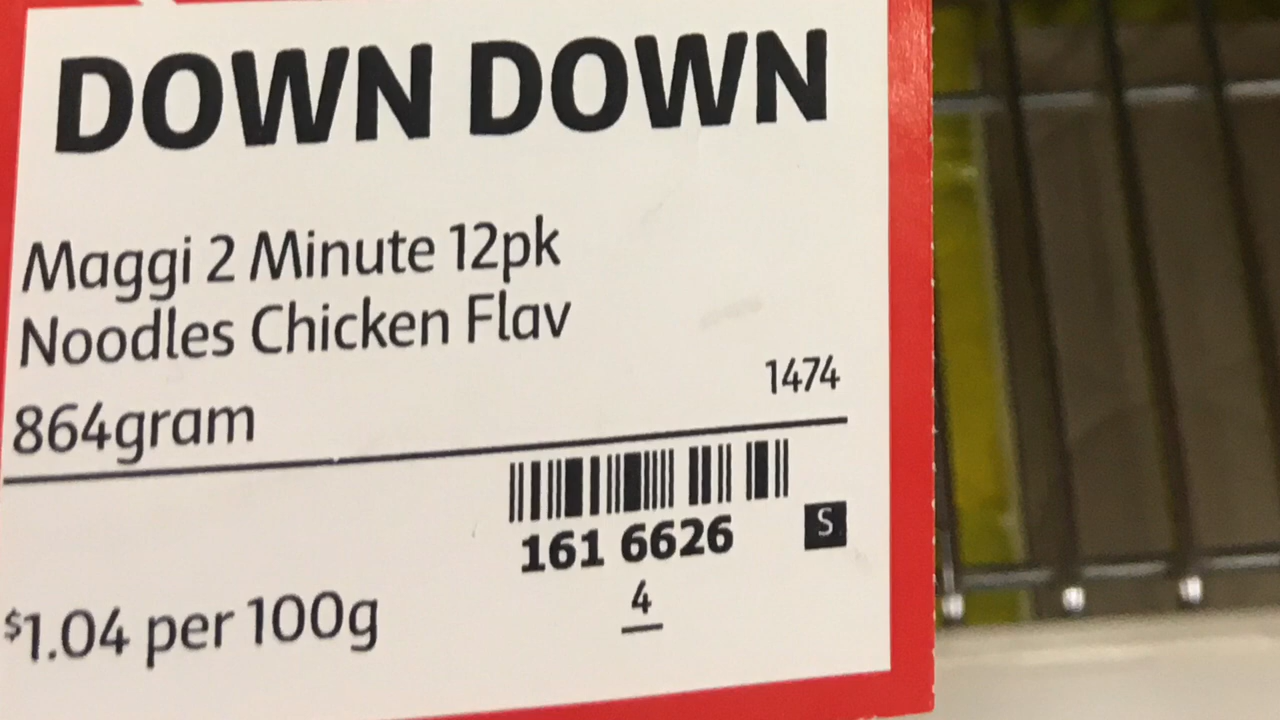 DOWN DOWN
Maggi 2 Minute 12pk
Noodles Chicken Flav
864gram
1474
161 6626
S
4
$1.04 per 100g